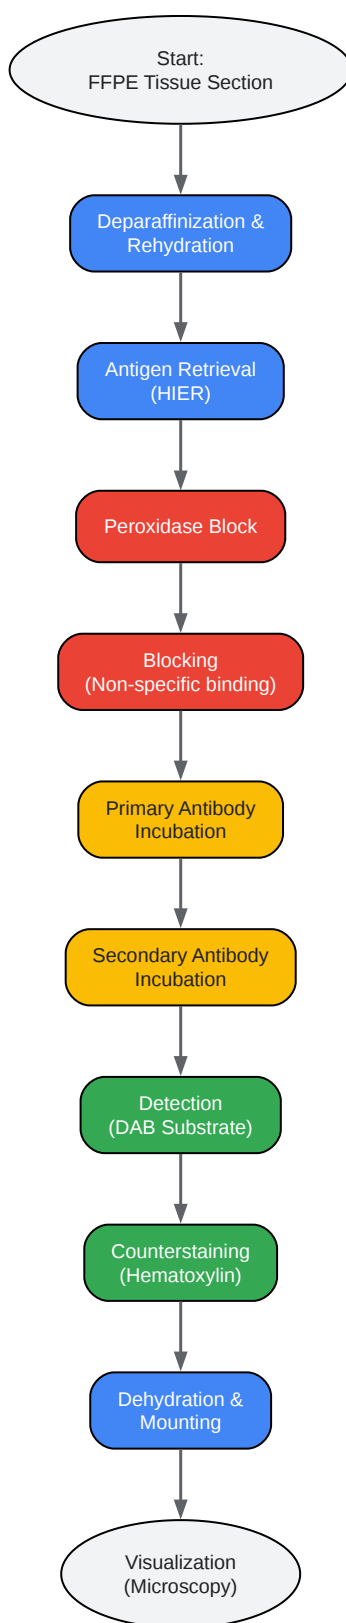 Start:
FFPE Tissue Section
Deparaffinization &
Rehydration
Antigen Retrieval
(HIER)
Peroxidase Block
Blocking
(Non-specific binding)
Primary Antibody
Incubation
Secondary Antibody
Incubation
Detection
(DAB Substrate)
Counterstaining
(Hematoxylin)
Dehydration &
Mounting
Visualization
(Microscopy)